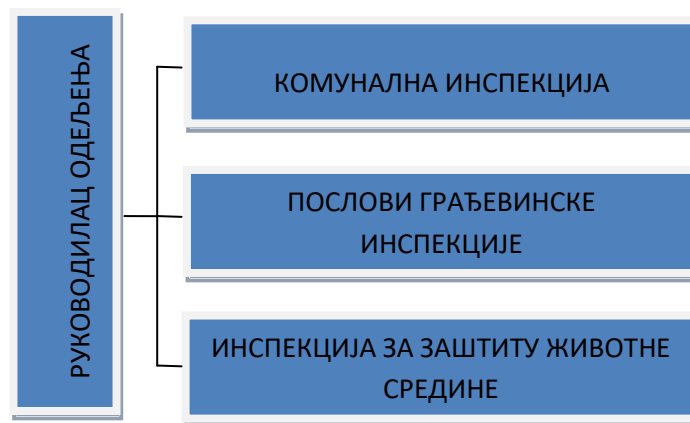 РУКОВОДИЛАЦ ОДЕЉЕЊА
КОМУНАЛНА ИНСПЕКЦИЈА
ПОСЛОВИ ГРАЂЕВИНСКЕ
ИНСПЕКЦИЈЕ
ИНСПЕКЦИЈА ЗА ЗАШТИТУ ЖИВОТНЕ
СРЕДИНЕ